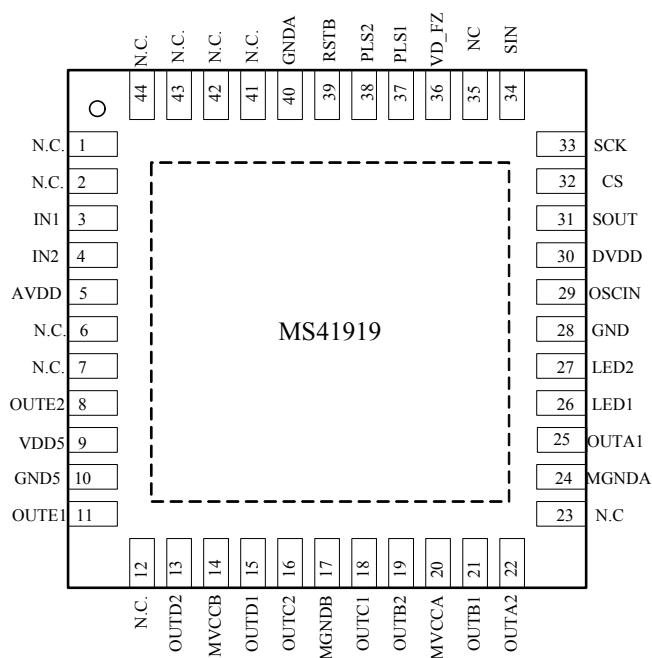 N.C.
N.C.
N.C.
N.C.
GNDA
RSTB
PLS2
PLS1
VD_FZ
NC
SIN
44
43
42
41
40
39
38
37
36
35
34
N.C. 1
N.C. 2
IN1 3
IN2 4
AVDD 5
N.C. 6
N.C. 7
OUTE2 8
VDD5 9
GND5 10
OUTE1 11
MS41919
33 SCK
32 CS
31 SOUT
30 DVDD
29 OSCIN
28 GND
27 LED2
26 LED1
25 OUTA1
24 MGNDA
23 N.C
12
13
14
15
16
17
18
19
20
21
22
N.C.
OUTD2
MVCCB
OUTD1
OUTC2
MGNDB
OUTC1
OUTB2
MVCCA
OUTB1
OUTA2